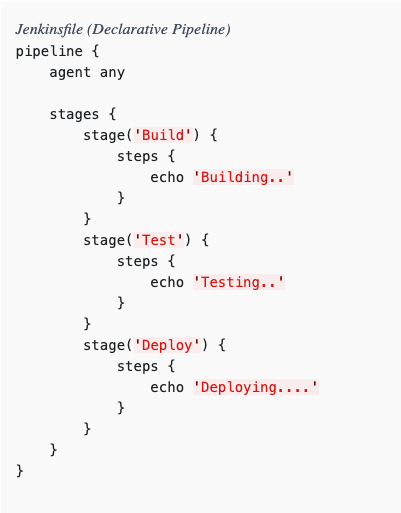 Jenkinsfile (Declarative Pipeline)
pipeline {
    agent any

    stages {
        stage('Build') {
            steps {
                echo 'Building..'
            }
        }
        stage('Test') {
            steps {
                echo 'Testing..'
            }
        }
        stage('Deploy') {
            steps {
                echo 'Deploying....'
            }
        }
    }
}